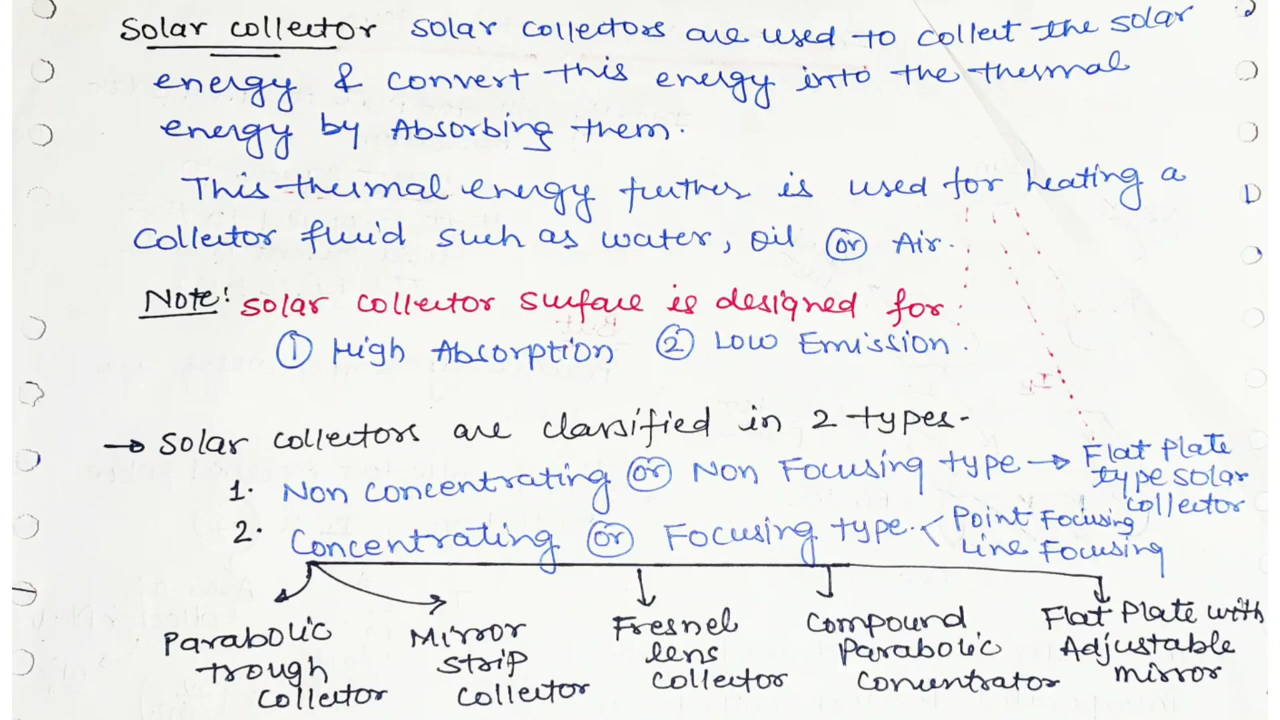 Solar collector solar collectors are used to collect the solar
energy & convert this energy into the thermal
energy by Absorbing them.
This thermal energy further is used for heating a
collector fluid such as water, oil or Air.
Note: solar collector surface is designed for
① High Absorption ② Low Emission.
→ Solar collectors are classified in 2 types-
1. Non concentrating or Non Focusing type → Flat Plate
type solar
collector
2. Concentrating or Focusing type. < Point Focusing
Line Focusing
Parabolic
trough
collector
Mirror
strip
collector
Fresnel
lens
collector
Compound
Parabolic
Concentrator
Flat Plate with
Adjustable
mirror